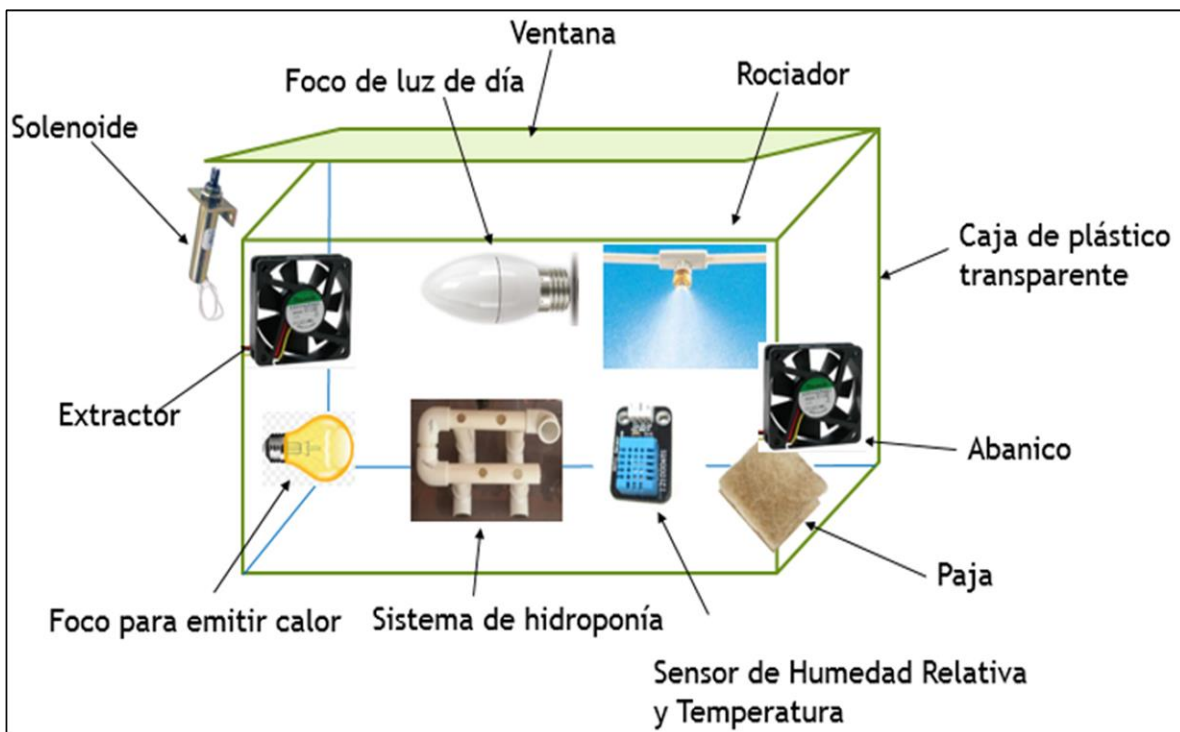 Ventana
Foco de luz de día
Rociador
Solenoide
Caja de plástico
transparente
Extractor
Abanico
Paja
Foco para emitir calor
Sistema de hidroponía
Sensor de Humedad Relativa
y Temperatura